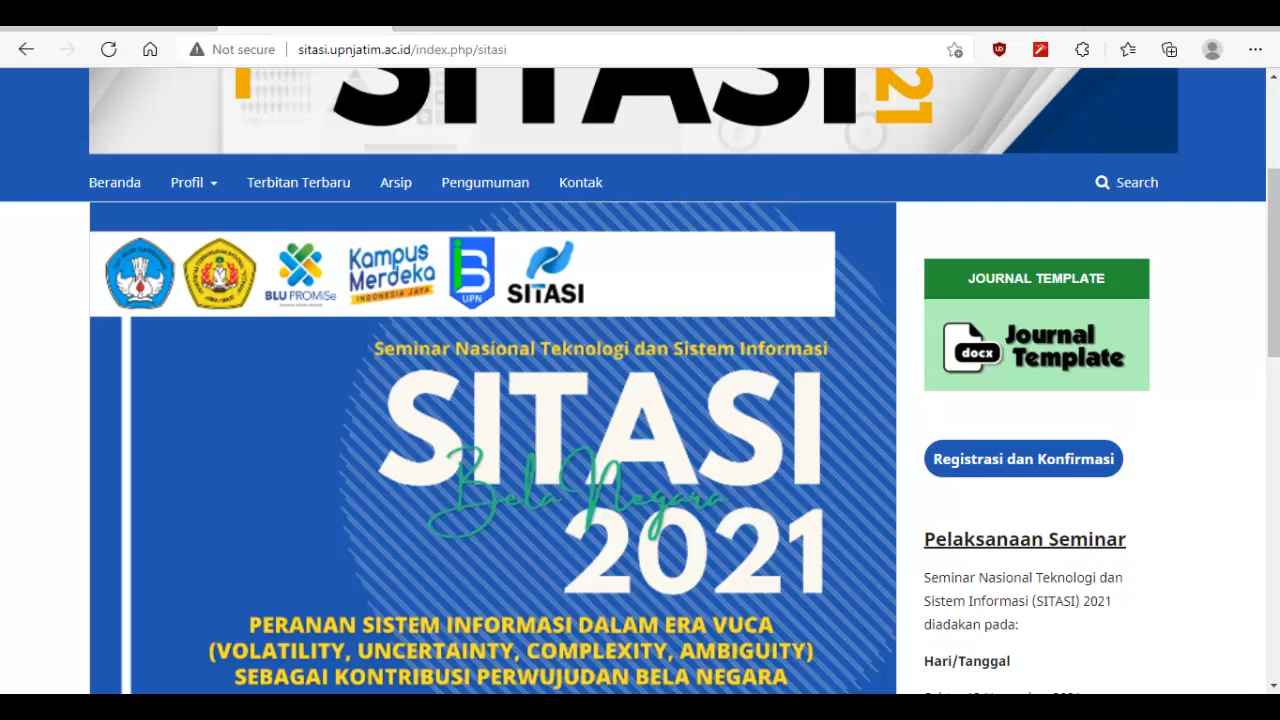 Not secure
sitasi.upnjatim.ac.id/index.php/sitasi
SITASI
21
Beranda
Profil
Terbitan Terbaru
Arsip
Pengumuman
Kontak
Search
BLU PROMISe
Kampus
Merdeka
INDONESIA JAYA
UPN
SITASI
JOURNAL TEMPLATE
docx
Journal
Template
Seminar Nasional Teknologi dan Sistem Informasi
SITASI
Bela Negara
2021
Registrasi dan Konfirmasi
Pelaksanaan Seminar
Seminar Nasional Teknologi dan
Sistem Informasi (SITASI) 2021
diadakan pada:
Hari/Tanggal
PERANAN SISTEM INFORMASI DALAM ERA VUCA
(VOLATILITY, UNCERTAINTY, COMPLEXITY, AMBIGUITY)
SEBAGAI KONTRIBUSI PERWUJUDAN BELA NEGARA